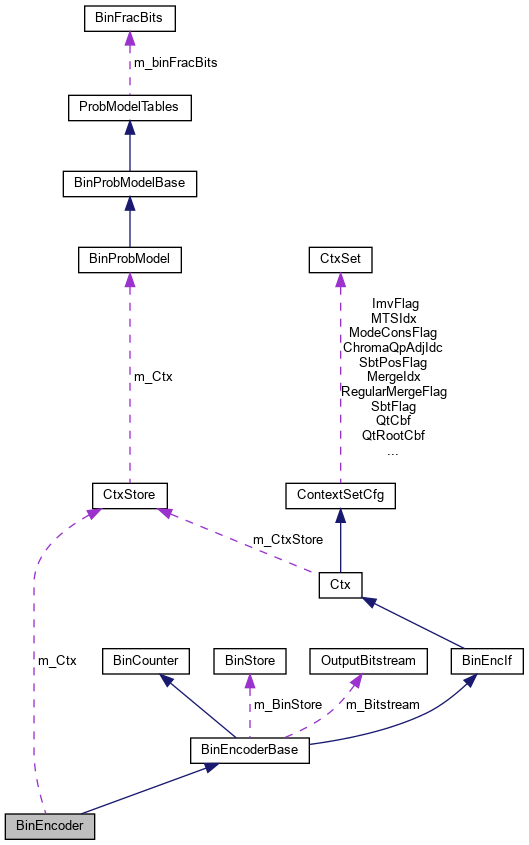 BinFracBits
m_binFracBits
ProbModelTables
BinProbModelBase
BinProbModel
CtxSet
ImvFlag
MTSIdx
ModeConsFlag
ChromaQpAdjIdc
SbtPosFlag
MergeIdx
RegularMergeFlag
SbtFlag
QtCbf
QtRootCbf
...
m_Ctx
CtxStore
ContextSetCfg
m_CtxStore
Ctx
m_Ctx
BinCounter
BinStore
OutputBitstream
BinEncIf
m_BinStore
m_Bitstream
BinEncoderBase
BinEncoder